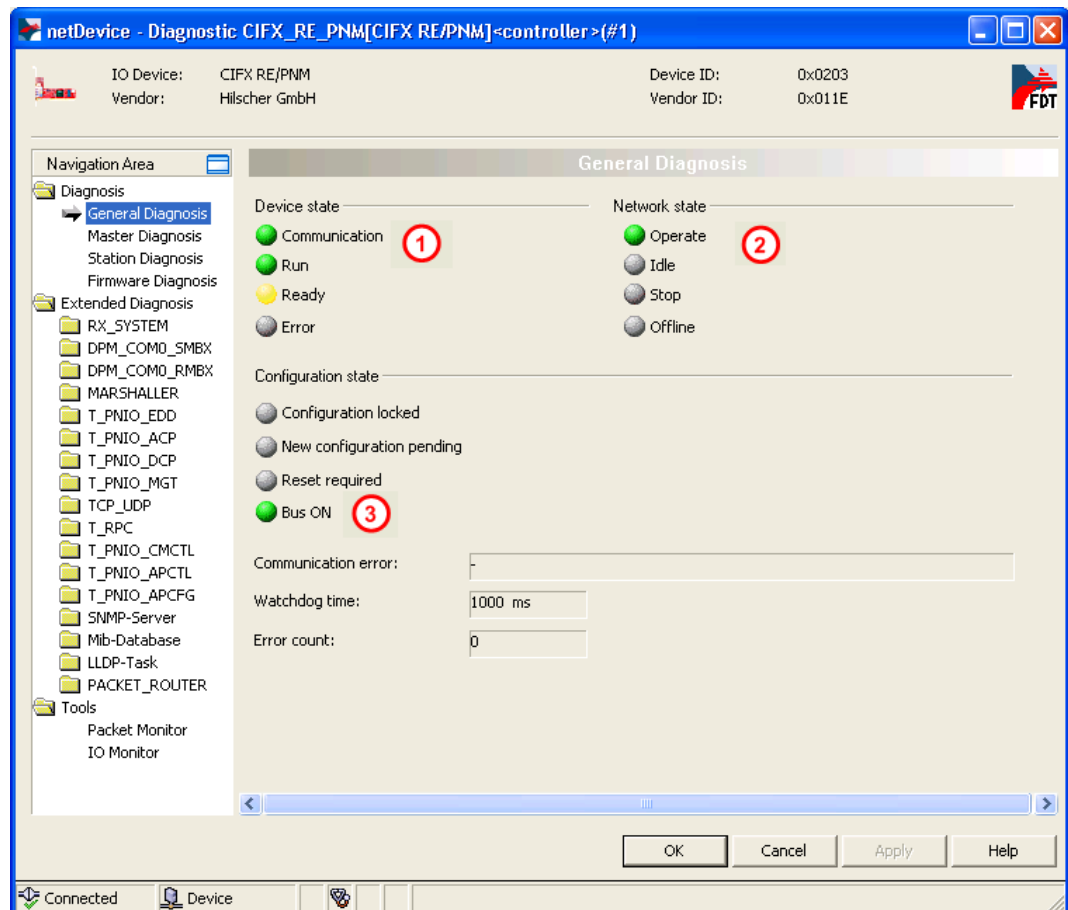 netDevice - Diagnostic CIFX_RE_PNM[CIFX RE/PNM]<controller>(#1)
IO Device: CIFX RE/PNM Device ID: 0x0203
Vendor: Hilscher GmbH Vendor ID: 0x011E
FDT
Navigation Area
General Diagnosis
Diagnosis
General Diagnosis
Master Diagnosis
Station Diagnosis
Firmware Diagnosis
Extended Diagnosis
RX_SYSTEM
DPM_COM0_SMBX
DPM_COM0_RMBX
MARSHALLER
T_PNIO_EDD
T_PNIO_ACP
T_PNIO_DCP
T_PNIO_MGT
TCP_UDP
T_RPC
T_PNIO_CMCTL
T_PNIO_APCTL
T_PNIO_APCFG
SNMP-Server
Mib-Database
LLDP-Task
PACKET_ROUTER
Tools
Packet Monitor
IO Monitor
Device state
Communication 1
Run
Ready
Error
Network state
Operate 2
Idle
Stop
Offline
Configuration state
Configuration locked
New configuration pending
Reset required
Bus ON 3
Communication error: -
Watchdog time: 1000 ms
Error count: 0
OK Cancel Apply Help
Connected Device